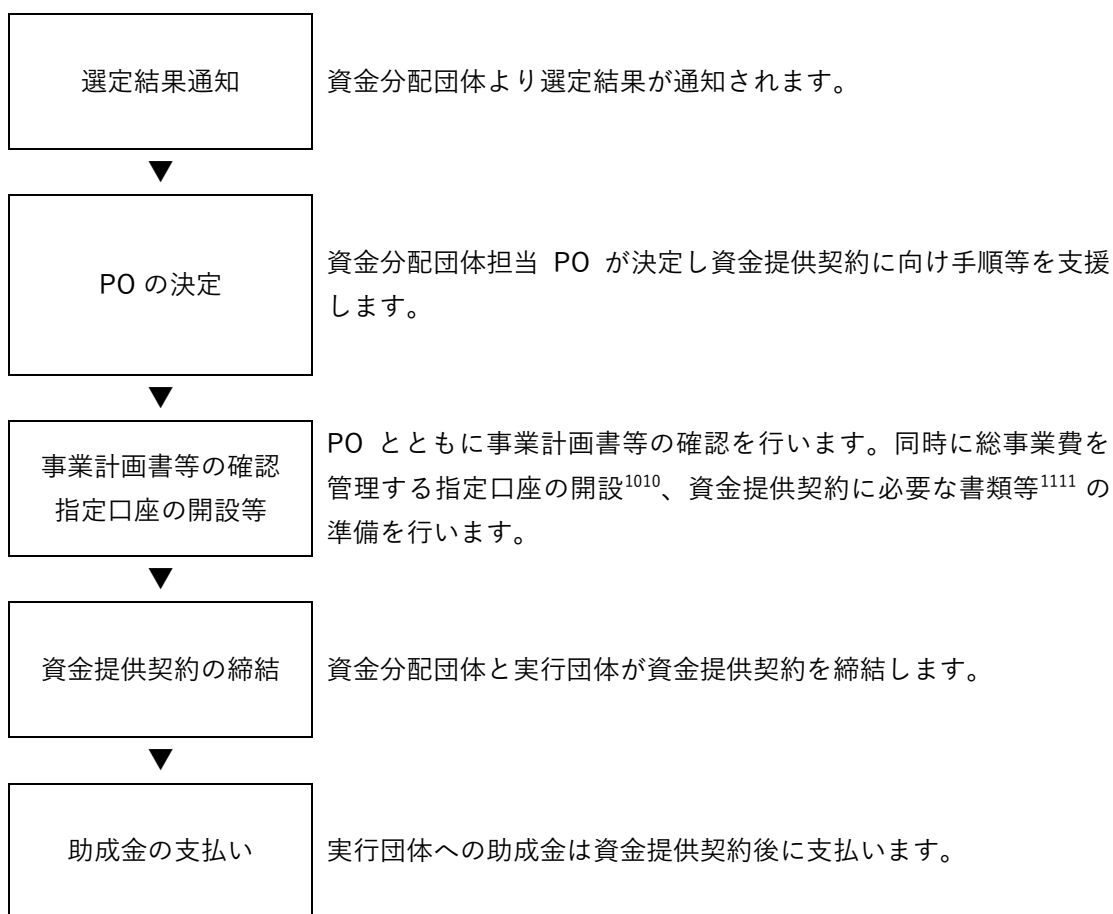 選定結果通知
資金分配団体より選定結果が通知されます。
▼
PO の決定
資金分配団体担当 PO が決定し資金提供契約に向け手順等を支援
します。
▼
事業計画書等の確認
指定口座の開設等
PO とともに事業計画書等の確認を行います。同時に総事業費を
管理する指定口座の開設1010、資金提供契約に必要な書類等1111 の
準備を行います。
▼
資金提供契約の締結
資金分配団体と実行団体が資金提供契約を締結します。
▼
助成金の支払い
実行団体への助成金は資金提供契約後に支払います。